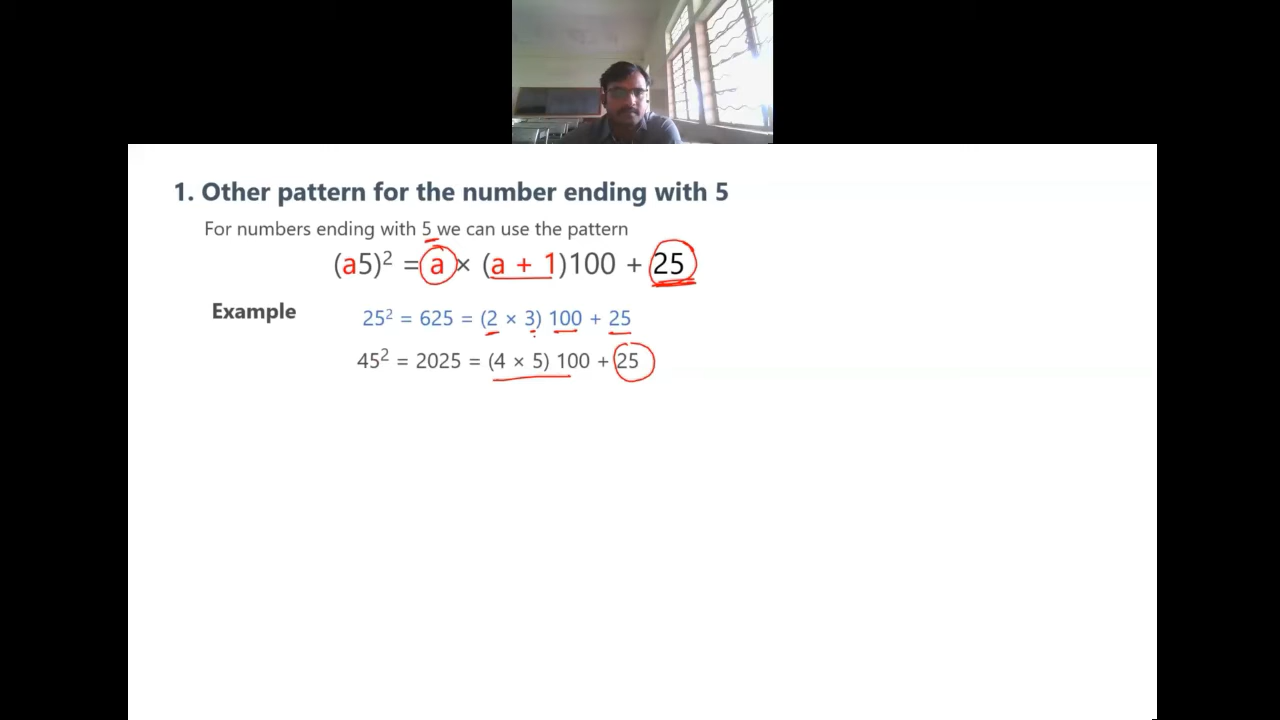 1. Other pattern for the number ending with 5
For numbers ending with 5 we can use the pattern
(a5)² = a × (a + 1)100 + 25
Example
25² = 625 = (2 × 3) 100 + 25
45² = 2025 = (4 × 5) 100 + 25